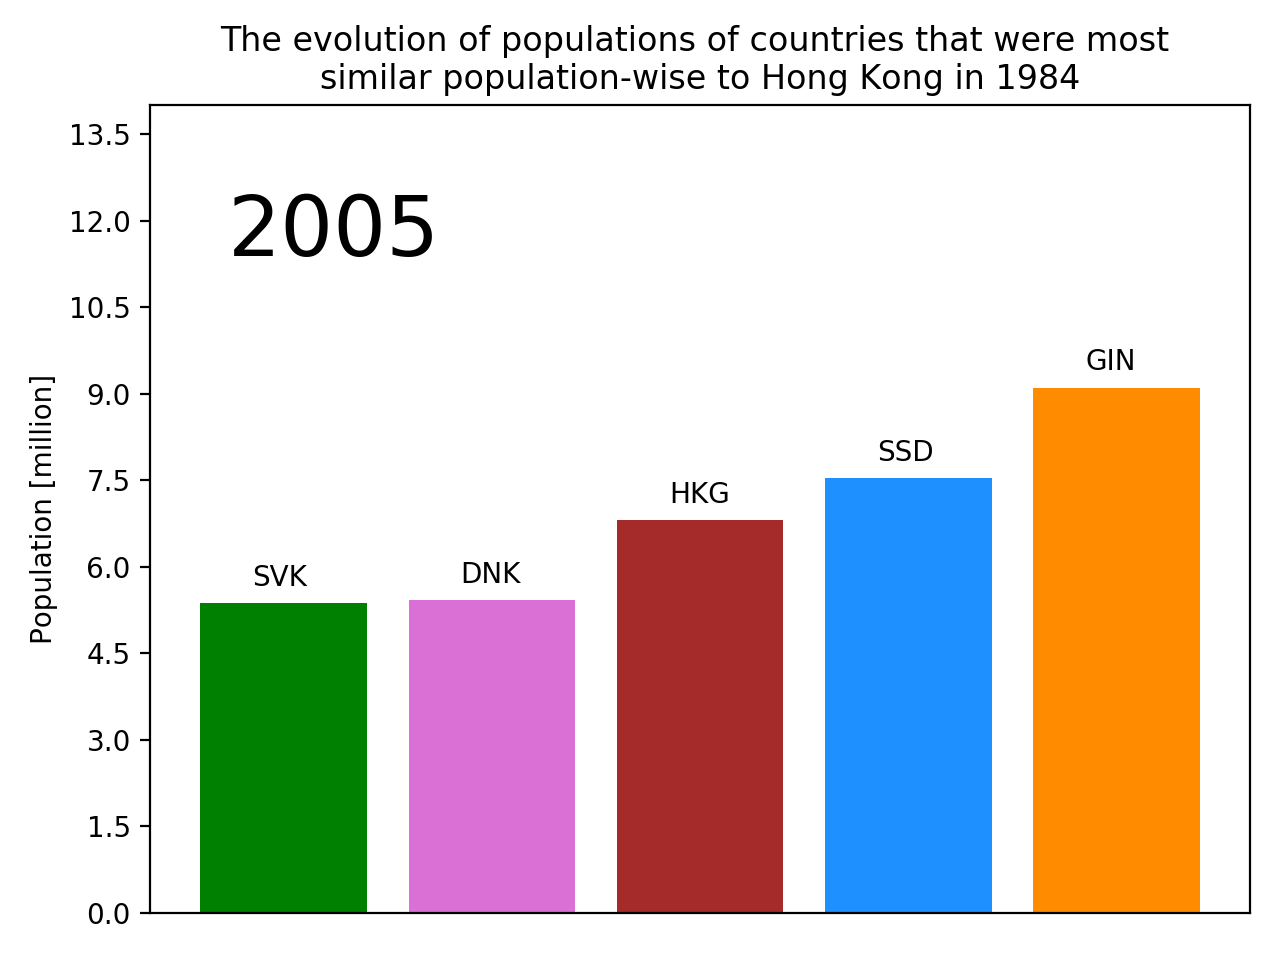 The evolution of populations of countries that were most
similar population-wise to Hong Kong in 1984
2005
Population [million]
13.5
12.0
10.5
9.0
7.5
6.0
4.5
3.0
1.5
0.0
SVK
DNK
HKG
SSD
GIN